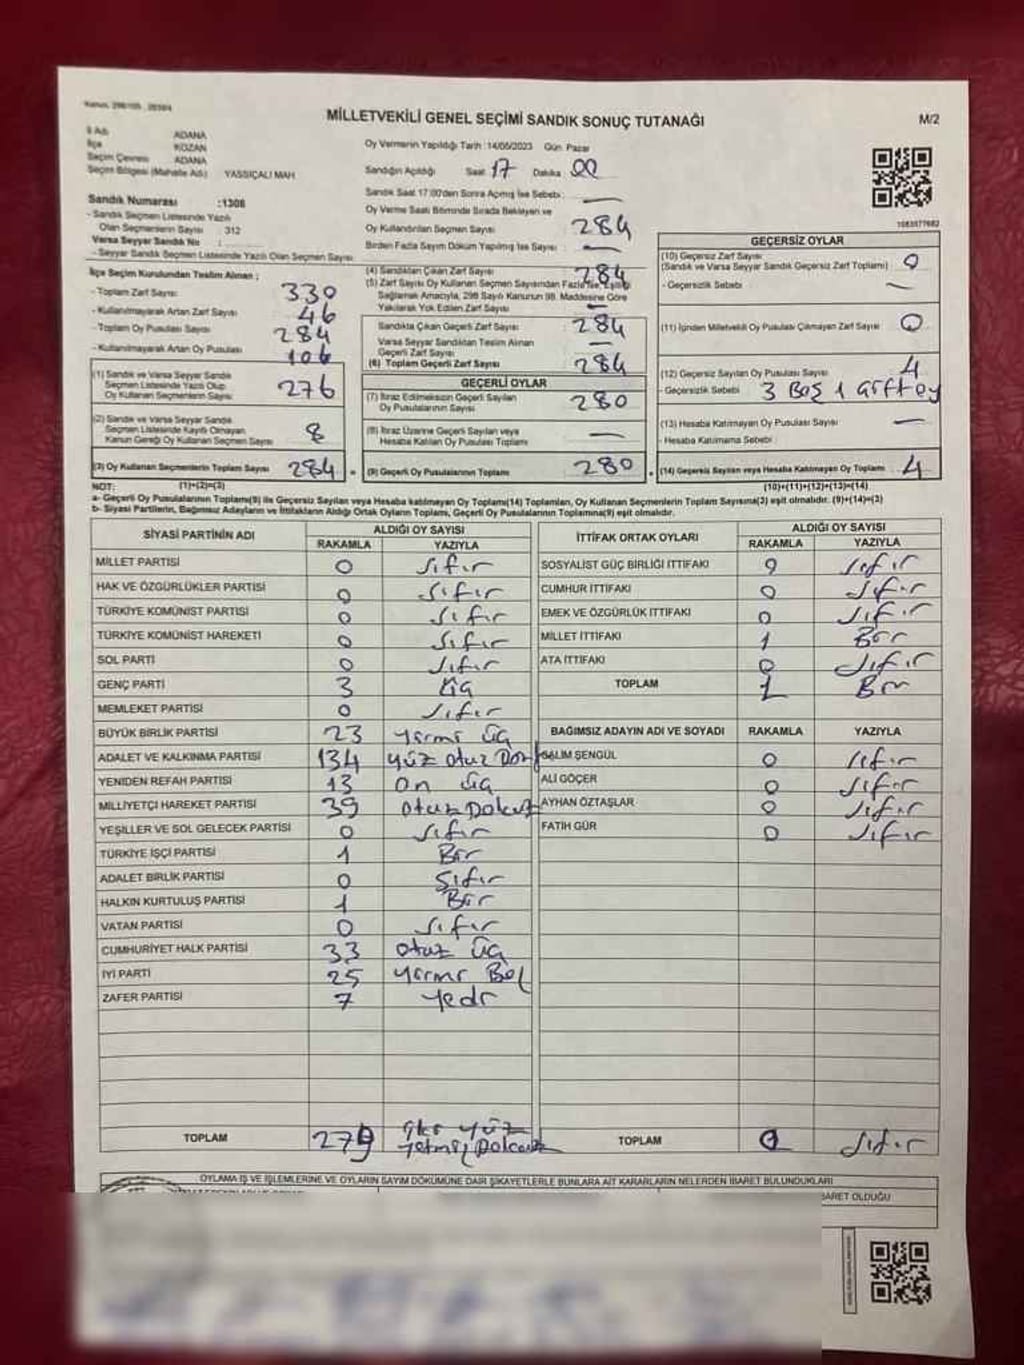 MİLLETVEKİLİ GENEL SEÇİMİ SANDIK SONUÇ TUTANAĞI
M/2
İl Adı ADANA
İlçe KOZAN
Seçim Çevresi ADANA
Seçim Bölgesi (Mahalle Adı) YASSIÇALI MAH
Sandık Numarası :1308
- Sandık Seçmen Listesinde Yazılı
Olan Seçmenlerin Sayısı 312
Varsa Seyyar Sandık No :
- Seyyar Sandık Seçmen Listesinde Yazılı Olan Seçmen Sayısı
İlçe Seçim Kurulundan Teslim Alınan ;
- Toplam Zarf Sayısı 330
- Kullanılmayarak Artan Zarf Sayısı 46
- Toplam Oy Pusulası Sayısı 284
- Kullanılmayarak Artan Oy Pusulası 106
(1) Sandık ve Varsa Seyyar Sandık
Seçmen Listesinde Yazılı Olup
Oy Kullanan Seçmenlerin Sayısı 276
(2) Sandık ve Varsa Seyyar Sandık
Seçmen Listesinde Kayıtlı Olmayan
Kanun Gereği Oy Kullanan Seçmen Sayısı 8
(3) Oy Kullanan Seçmenlerin Toplam Sayısı 284
Oy Vermenin Yapıldığı Tarih :14/05/2023 Gün Pazar
Sandığın Açıldığı Saat 17 Dakika 00
Sandık Saat 17:00'den Sonra Açmış İse Sebebi : —
Oy Verme Saati Bitiminde Sırada Bekleyen ve
Oy Kullandırılan Seçmen Sayısı 284
Birden Fazla Sayım Döküm Yapılmış İse Sayısı —
(4) Sandıktan Çıkan Zarf Sayısı 284
(5) Zarf Sayısı Oy Kullanan Seçmen Sayısından Fazla İse, Eşitliği
Sağlamak Amacıyla, 298 Sayılı Kanunun 98. Maddesine Göre
Yakılarak Yok Edilen Zarf Sayısı —
Sandıkta Çıkan Geçerli Zarf Sayısı 284
Varsa Seyyar Sandıktan Teslim Alınan
Geçerli Zarf Sayısı —
(6) Toplam Geçerli Zarf Sayısı 284
GEÇERLİ OYLAR
(7) İtiraz Edilmeksizin Geçerli Sayılan
Oy Pusulalarının Sayısı 280
(8) İtiraz Üzerine Geçerli Sayılan veya
Hesaba Katılan Oy Pusulası Toplamı —
(9) Geçerli Oy Pusulalarının Toplamı 280
1083577682
GEÇERSİZ OYLAR
(10) Geçersiz Zarf Sayısı
(Sandık ve Varsa Seyyar Sandık Geçersiz Zarf Toplamı) 0
- Geçersizlik Sebebi —
(11) İçinden Milletvekili Oy Pusulası Çıkmayan Zarf Sayısı 0
(12) Geçersiz Sayılan Oy Pusulası Sayısı 4
- Geçersizlik Sebebi 3 Boş 1 çift oy
(13) Hesaba Katılmayan Oy Pusulası Sayısı —
- Hesaba Katılmama Sebebi
(14) Geçersiz Sayılan veya Hesaba Katılmayan Oy Toplamı 4
NOT: (1)+(2)=(3) (10)+(11)+(12)+(13)=(14)
a- Geçerli Oy Pusulalarının Toplamı(9) ile Geçersiz Sayılan veya Hesaba katılmayan Oy Toplamı(14) Toplamları, Oy Kullanan Seçmenlerin Toplam Sayısına(3) eşit olmalıdır. (9)+(14)=(3)
b- Siyasi Partilerin, Bağımsız Adayların ve İttifakların Aldığı Ortak Oyların Toplamı, Geçerli Oy Pusulalarının Toplamına(9) eşit olmalıdır.
SİYASİ PARTİNİN ADI ALDIĞI OY SAYISI
RAKAMLA YAZIYLA
MİLLET PARTİSİ 0 sıfır
HAK VE ÖZGÜRLÜKLER PARTİSİ 0 sıfır
TÜRKİYE KOMÜNİST PARTİSİ 0 sıfır
TÜRKİYE KOMÜNİST HAREKETİ 0 sıfır
SOL PARTİ 0 sıfır
GENÇ PARTİ 3 üç
MEMLEKET PARTİSİ 0 sıfır
BÜYÜK BİRLİK PARTİSİ 23 yirmi üç
ADALET VE KALKINMA PARTİSİ 134 yüz otuz Dört
YENİDEN REFAH PARTİSİ 13 on üç
MİLLİYETÇİ HAREKET PARTİSİ 39 otuz Dokuz
YEŞİLLER VE SOL GELECEK PARTİSİ 0 sıfır
TÜRKİYE İŞÇİ PARTİSİ 1 Bir
ADALET BİRLİK PARTİSİ 0 sıfır
HALKIN KURTULUŞ PARTİSİ 1 Bir
VATAN PARTİSİ 0 sıfır
CUMHURİYET HALK PARTİSİ 33 otuz üç
İYİ PARTİ 25 yirmi Beş
ZAFER PARTİSİ 7 Yedi
TOPLAM 279 iki yüz
yetmiş Dokuz
İTTİFAK ORTAK OYLARI ALDIĞI OY SAYISI
RAKAMLA YAZIYLA
SOSYALİST GÜÇ BİRLİĞİ İTTİFAKI 0 sıfır
CUMHUR İTTİFAKI 0 sıfır
EMEK VE ÖZGÜRLÜK İTTİFAKI 0 sıfır
MİLLET İTTİFAKI 1 Bir
ATA İTTİFAKI 0 sıfır
TOPLAM 1 Bir
BAĞIMSIZ ADAYIN ADI VE SOYADI RAKAMLA YAZIYLA
SALİM ŞENGÜL 0 sıfır
ALİ GÖÇER 0 sıfır
AYHAN ÖZTAŞLAR 0 sıfır
FATİH GÜR 0 sıfır
TOPLAM 0 sıfır
OYLAMA İŞ VE İŞLEMLERİNE VE OYLARIN SAYIM DÖKÜMÜNE DAİR ŞİKAYETLERLE BUNLARA AİT KARARLARIN NELERDEN İBARET BULUNDUKLARI
İBARET OLDUĞU